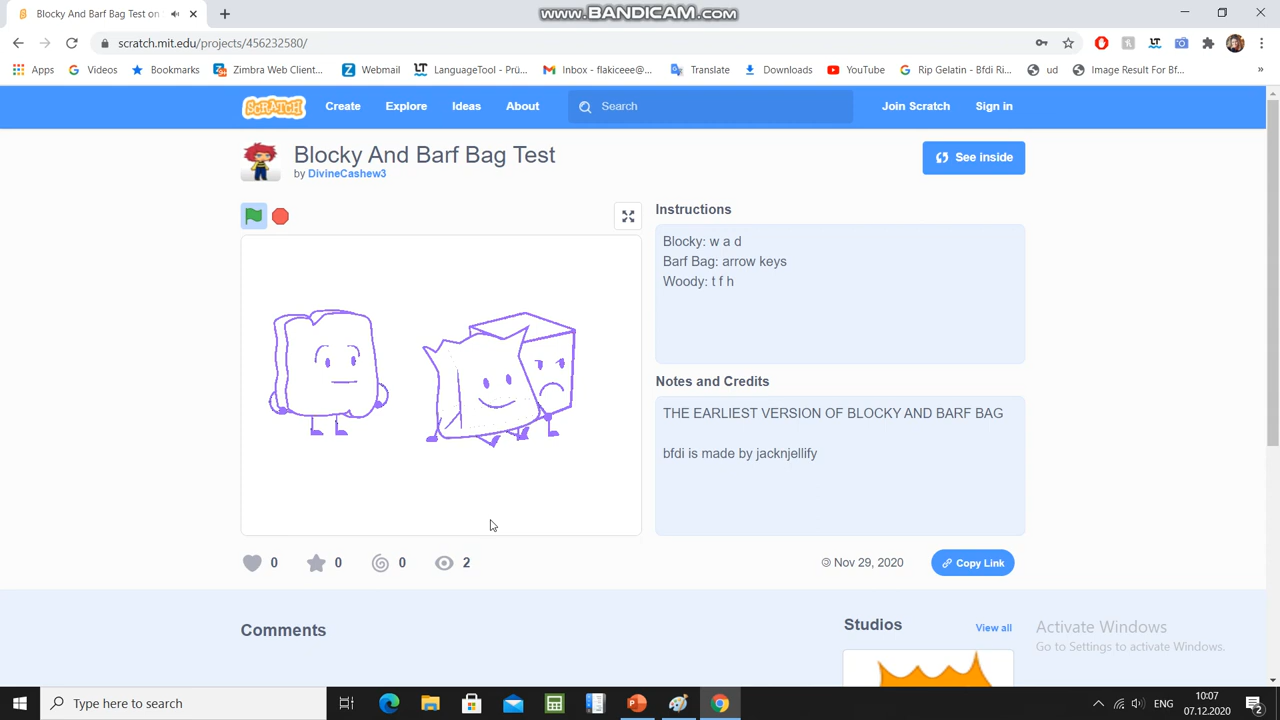 Blocky And Barf Bag Test on
www.BANDICAM.com
scratch.mit.edu/projects/456232580/
Apps Videos Bookmarks Zimbra Web Client... Webmail LanguageTool - Prü... Inbox - flakiceee@... Translate Downloads YouTube Rip Gelatin - Bfdi Ri... ud Image Result For Bf... »
SCRATCH Create Explore Ideas About Search Join Scratch Sign in
Blocky And Barf Bag Test
by DivineCashew3
See inside
Instructions
Blocky: w a d
Barf Bag: arrow keys
Woody: t f h
Notes and Credits
THE EARLIEST VERSION OF BLOCKY AND BARF BAG
bfdi is made by jacknjellify
0 0 0 2
© Nov 29, 2020
Copy Link
Comments
Studios
View all
Activate Windows
Go to Settings to activate Windows.
Type here to search
ENG
10:07
07.12.2020
2